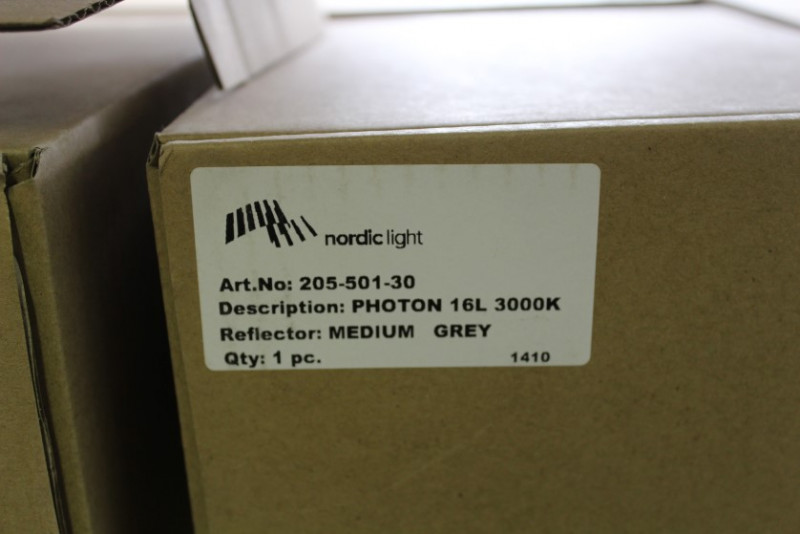 nordic light
Art.No: 205-501-30
Description: PHOTON 16L 3000K
Reflector: MEDIUM GREY
Qty: 1 pc. 1410